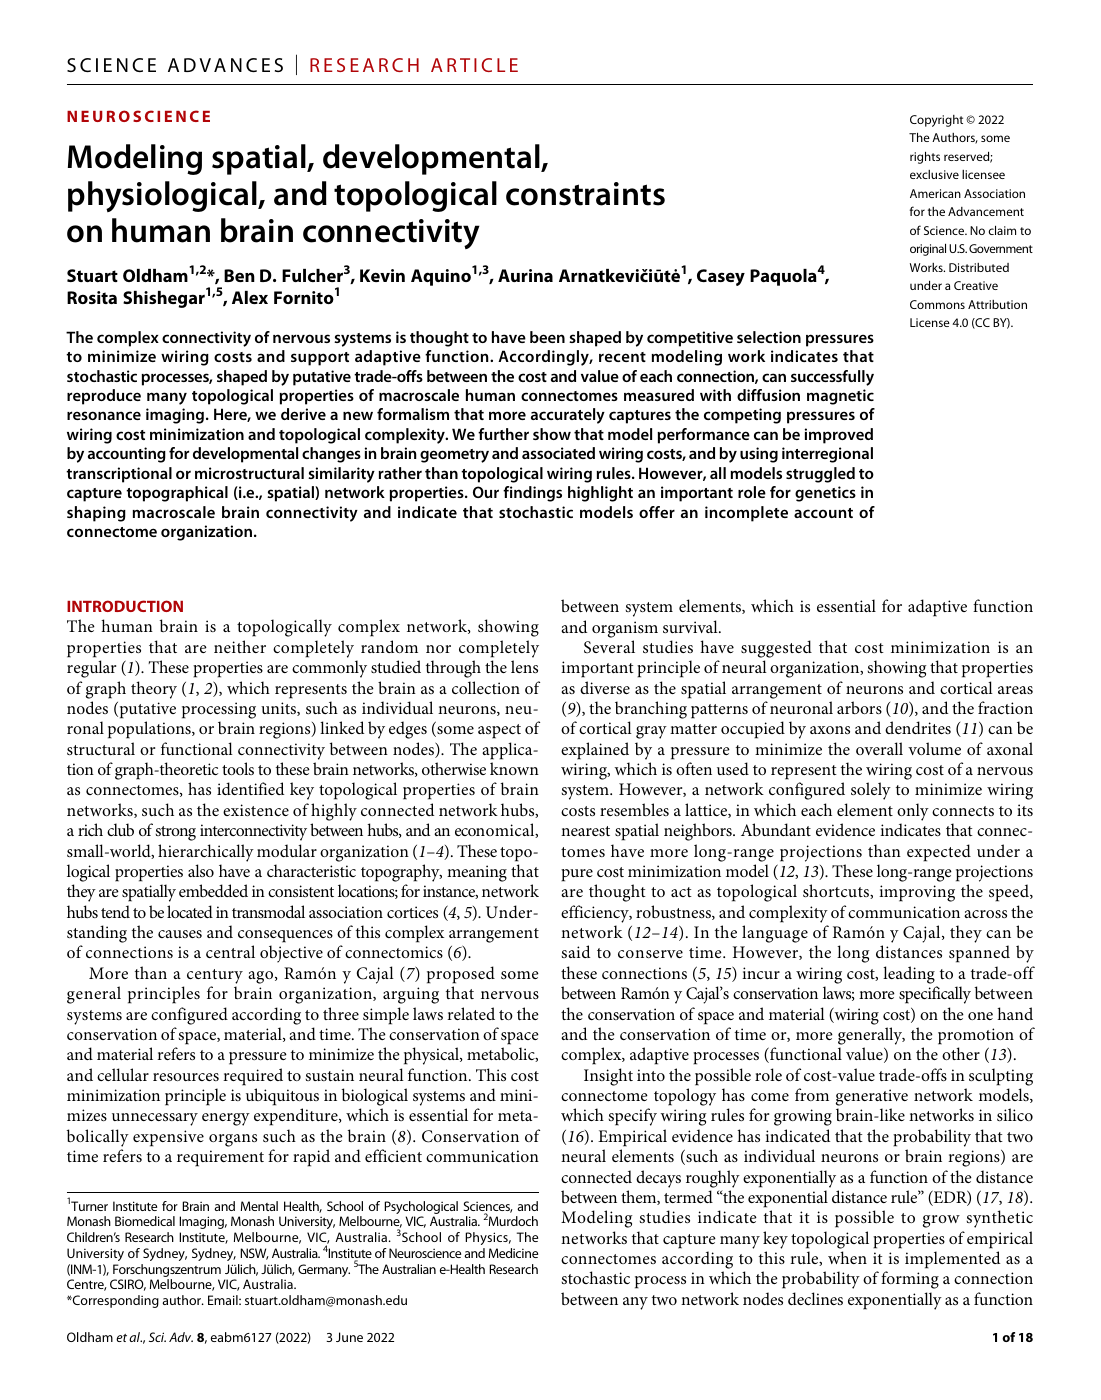 SCIENCE ADVANCES | RESEARCH ARTICLE
NEUROSCIENCE
Modeling spatial, developmental,
physiological, and topological constraints
on human brain connectivity
Stuart Oldham1,2*, Ben D. Fulcher3, Kevin Aquino1,3, Aurina Arnatkevičiūtė1, Casey Paquola4,
Rosita Shishegar1,5, Alex Fornito1
The complex connectivity of nervous systems is thought to have been shaped by competitive selection pressures
to minimize wiring costs and support adaptive function. Accordingly, recent modeling work indicates that
stochastic processes, shaped by putative trade-offs between the cost and value of each connection, can successfully
reproduce many topological properties of macroscale human connectomes measured with diffusion magnetic
resonance imaging. Here, we derive a new formalism that more accurately captures the competing pressures of
wiring cost minimization and topological complexity. We further show that model performance can be improved
by accounting for developmental changes in brain geometry and associated wiring costs, and by using interregional
transcriptional or microstructural similarity rather than topological wiring rules. However, all models struggled to
capture topographical (i.e., spatial) network properties. Our findings highlight an important role for genetics in
shaping macroscale brain connectivity and indicate that stochastic models offer an incomplete account of
connectome organization.
Copyright © 2022
The Authors, some
rights reserved;
exclusive licensee
American Association
for the Advancement
of Science. No claim to
original U.S. Government
Works. Distributed
under a Creative
Commons Attribution
License 4.0 (CC BY).
INTRODUCTION
The human brain is a topologically complex network, showing
properties that are neither completely random nor completely
regular (1). These properties are commonly studied through the lens
of graph theory (1, 2), which represents the brain as a collection of
nodes (putative processing units, such as individual neurons, neu-
ronal populations, or brain regions) linked by edges (some aspect of
structural or functional connectivity between nodes). The applica-
tion of graph-theoretic tools to these brain networks, otherwise known
as connectomes, has identified key topological properties of brain
networks, such as the existence of highly connected network hubs,
a rich club of strong interconnectivity between hubs, and an economical,
small-world, hierarchically modular organization (1–4). These topo-
logical properties also have a characteristic topography, meaning that
they are spatially embedded in consistent locations; for instance, network
hubs tend to be located in transmodal association cortices (4, 5). Under-
standing the causes and consequences of this complex arrangement
of connections is a central objective of connectomics (6).
More than a century ago, Ramón y Cajal (7) proposed some
general principles for brain organization, arguing that nervous
systems are configured according to three simple laws related to the
conservation of space, material, and time. The conservation of space
and material refers to a pressure to minimize the physical, metabolic,
and cellular resources required to sustain neural function. This cost
minimization principle is ubiquitous in biological systems and mini-
mizes unnecessary energy expenditure, which is essential for meta-
bolically expensive organs such as the brain (8). Conservation of
time refers to a requirement for rapid and efficient communication
1Turner Institute for Brain and Mental Health, School of Psychological Sciences, and
Monash Biomedical Imaging, Monash University, Melbourne, VIC, Australia. 2Murdoch
Children's Research Institute, Melbourne, VIC, Australia. 3School of Physics, The
University of Sydney, Sydney, NSW, Australia. 4Institute of Neuroscience and Medicine
(INM-1), Forschungszentrum Jülich, Jülich, Germany. 5The Australian e-Health Research
Centre, CSIRO, Melbourne, VIC, Australia.
*Corresponding author. Email: stuart.oldham@monash.edu
between system elements, which is essential for adaptive function
and organism survival.
Several studies have suggested that cost minimization is an
important principle of neural organization, showing that properties
as diverse as the spatial arrangement of neurons and cortical areas
(9), the branching patterns of neuronal arbors (10), and the fraction
of cortical gray matter occupied by axons and dendrites (11) can be
explained by a pressure to minimize the overall volume of axonal
wiring, which is often used to represent the wiring cost of a nervous
system. However, a network configured solely to minimize wiring
costs resembles a lattice, in which each element only connects to its
nearest spatial neighbors. Abundant evidence indicates that connec-
tomes have more long-range projections than expected under a
pure cost minimization model (12, 13). These long-range projections
are thought to act as topological shortcuts, improving the speed,
efficiency, robustness, and complexity of communication across the
network (12–14). In the language of Ramón y Cajal, they can be
said to conserve time. However, the long distances spanned by
these connections (5, 15) incur a wiring cost, leading to a trade-off
between Ramón y Cajal's conservation laws; more specifically between
the conservation of space and material (wiring cost) on the one hand
and the conservation of time or, more generally, the promotion of
complex, adaptive processes (functional value) on the other (13).
Insight into the possible role of cost-value trade-offs in sculpting
connectome topology has come from generative network models,
which specify wiring rules for growing brain-like networks in silico
(16). Empirical evidence has indicated that the probability that two
neural elements (such as individual neurons or brain regions) are
connected decays roughly exponentially as a function of the distance
between them, termed “the exponential distance rule” (EDR) (17, 18).
Modeling studies indicate that it is possible to grow synthetic
networks that capture many key topological properties of empirical
connectomes according to this rule, when it is implemented as a
stochastic process in which the probability of forming a connection
between any two network nodes declines exponentially as a function
Oldham et al., Sci. Adv. 8, eabm6127 (2022) 3 June 2022
1 of 18